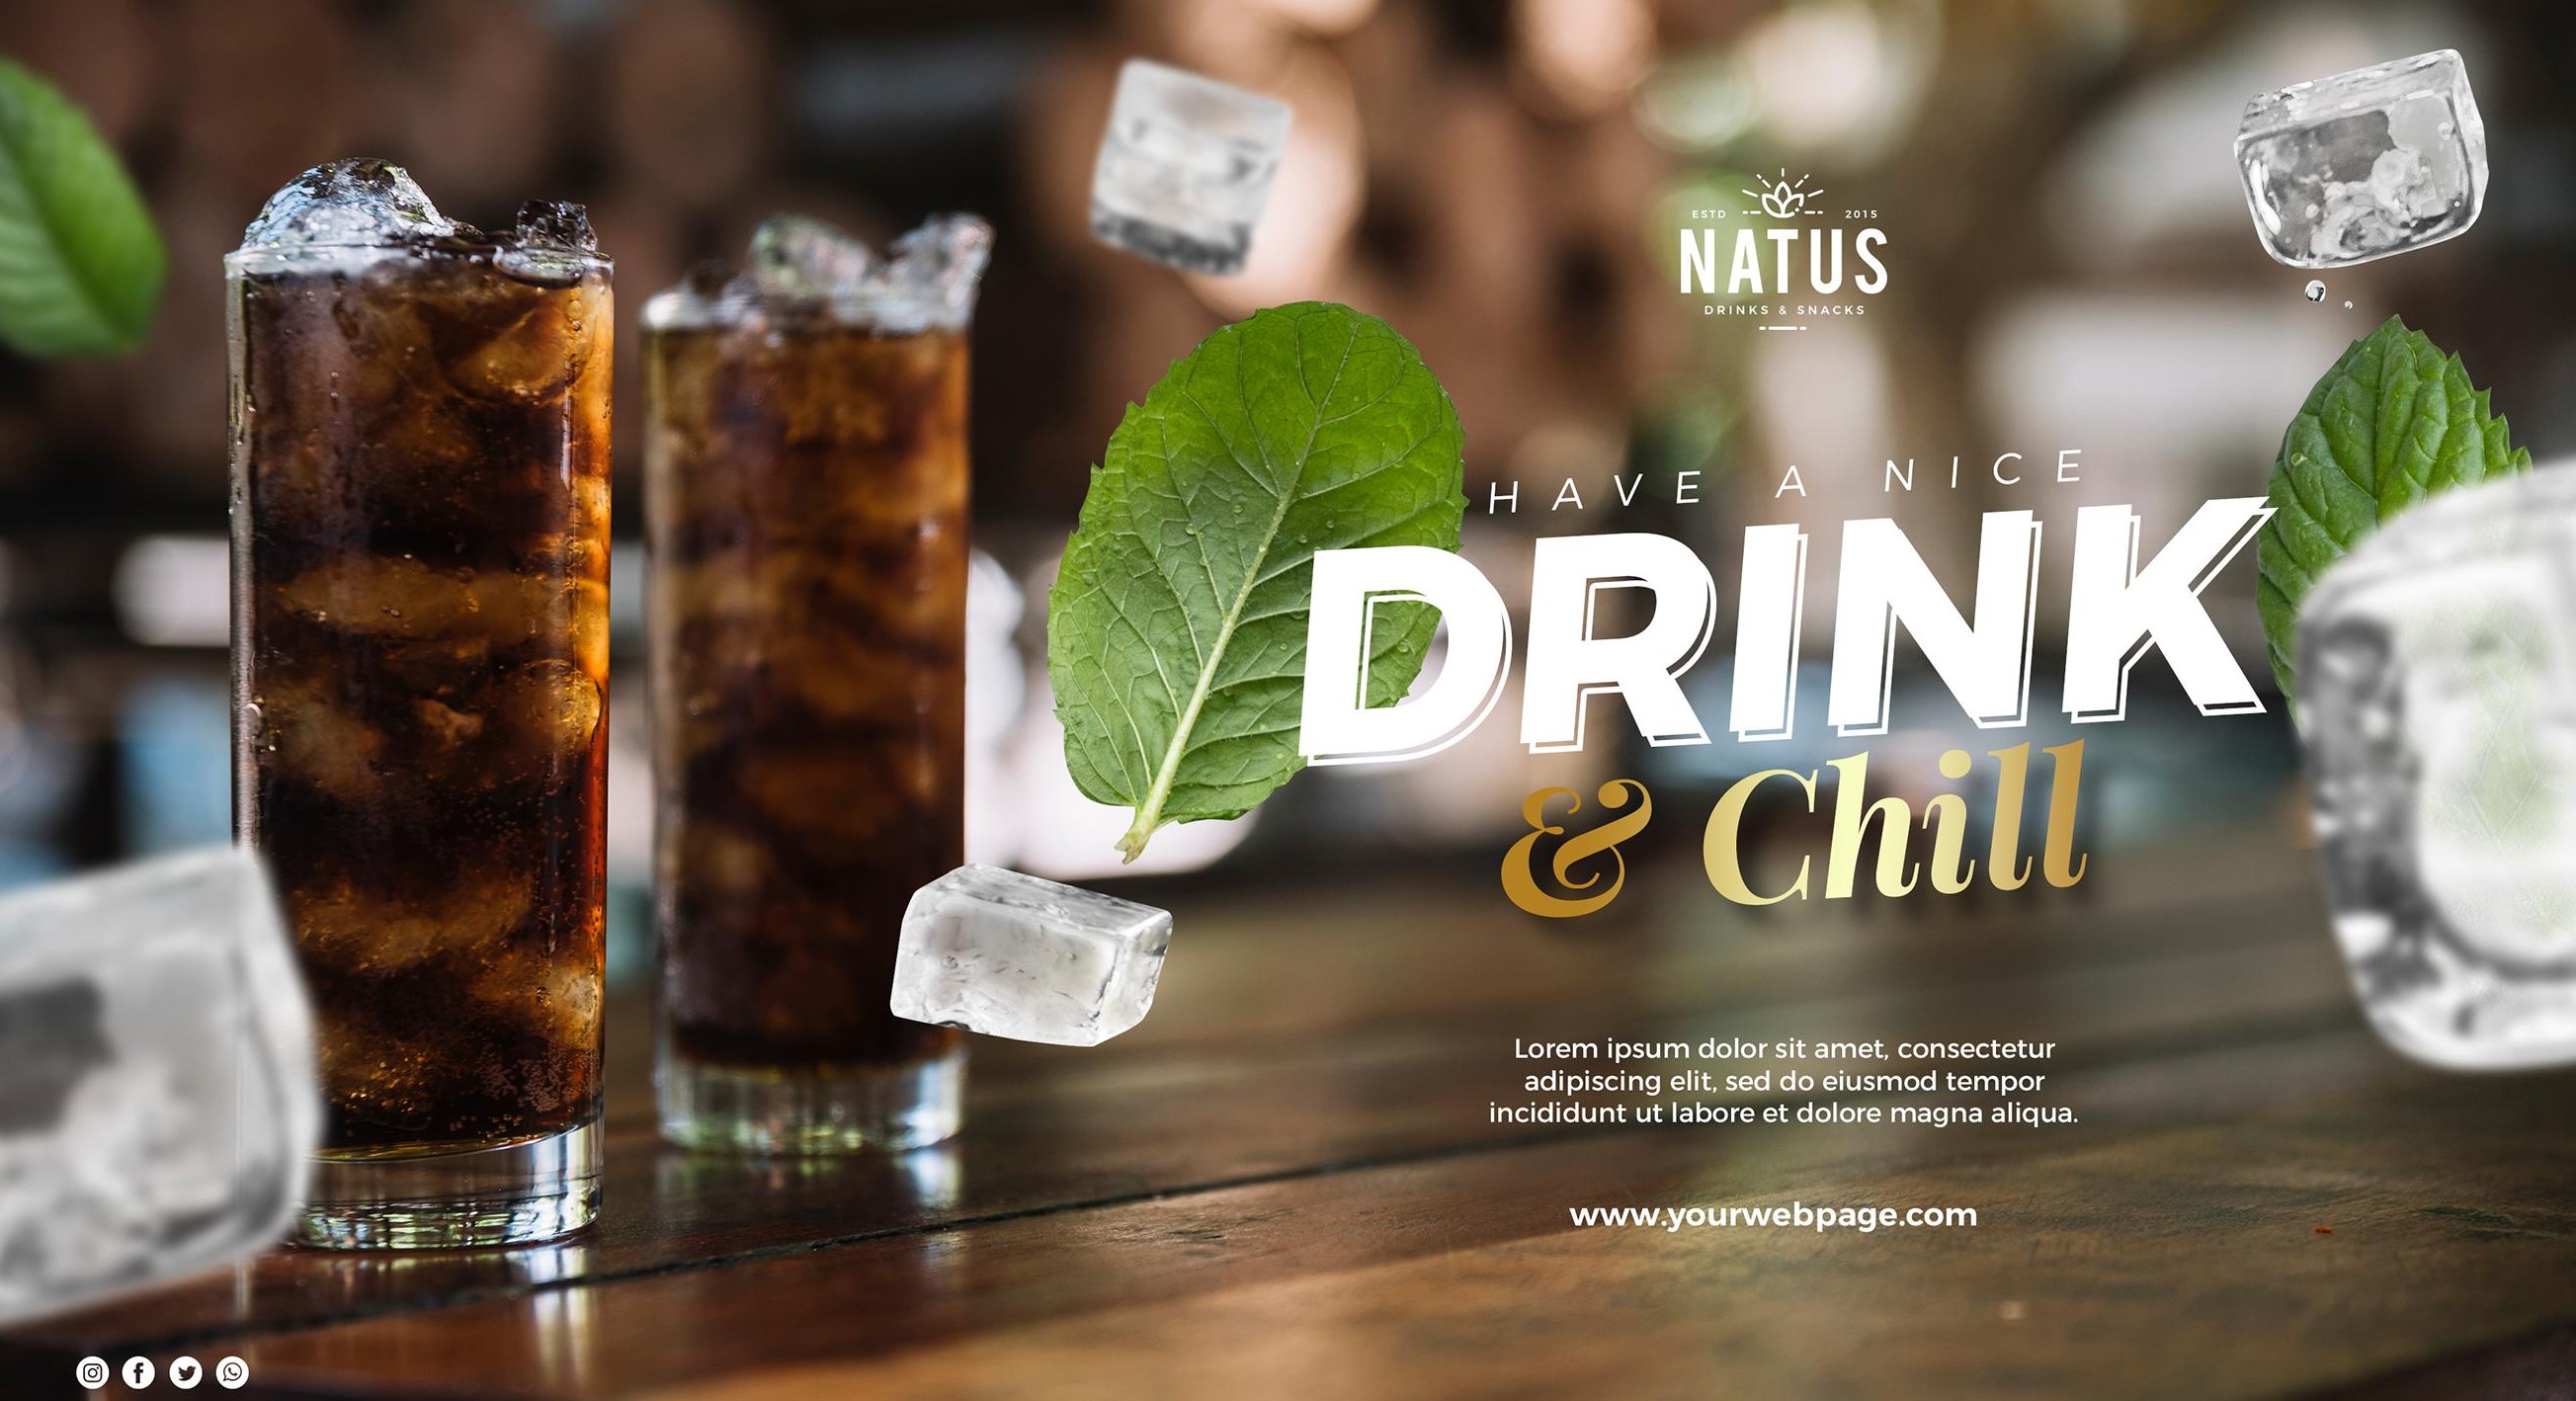 ESTD 2015
NATUS
DRINKS & SNACKS
HAVE A NICE
DRINK
& Chill
Lorem ipsum dolor sit amet, consectetur
adipiscing elit, sed do eiusmod tempor
incididunt ut labore et dolore magna aliqua.
www.yourwebpage.com